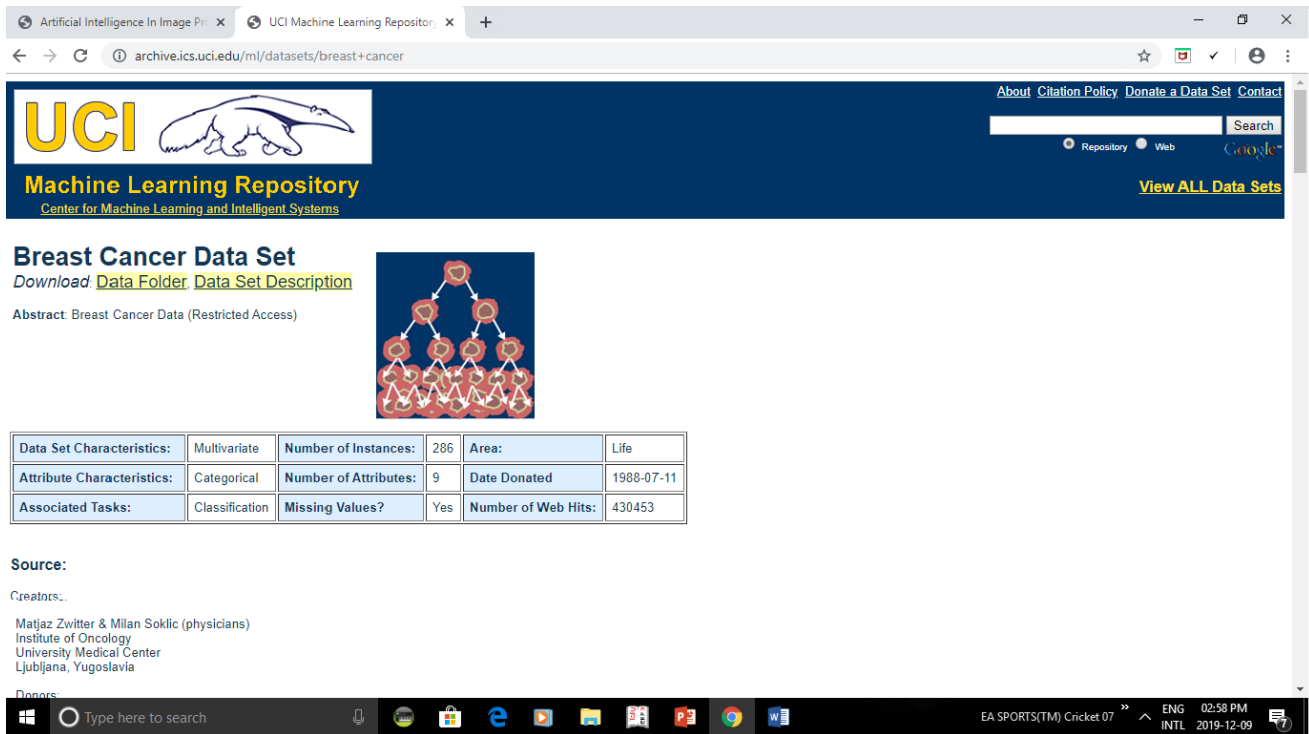 Artificial Intelligence In Image Pr
UCI Machine Learning Repository
archive.ics.uci.edu/ml/datasets/breast+cancer
About Citation Policy Donate a Data Set Contact
UCI
Search
Repository Web Google™
Machine Learning Repository
View ALL Data Sets
Center for Machine Learning and Intelligent Systems
Breast Cancer Data Set
Download: Data Folder, Data Set Description
Abstract: Breast Cancer Data (Restricted Access)
Data Set Characteristics: Multivariate Number of Instances: 286 Area: Life
Attribute Characteristics: Categorical Number of Attributes: 9 Date Donated 1988-07-11
Associated Tasks: Classification Missing Values? Yes Number of Web Hits: 430453
Source:
Creators:
Matjaz Zwitter & Milan Soklic (physicians)
Institute of Oncology
University Medical Center
Ljubljana, Yugoslavia
Donors:
Type here to search
EA SPORTS(TM) Cricket 07 ENG 02:58 PM
INTL 2019-12-09
7